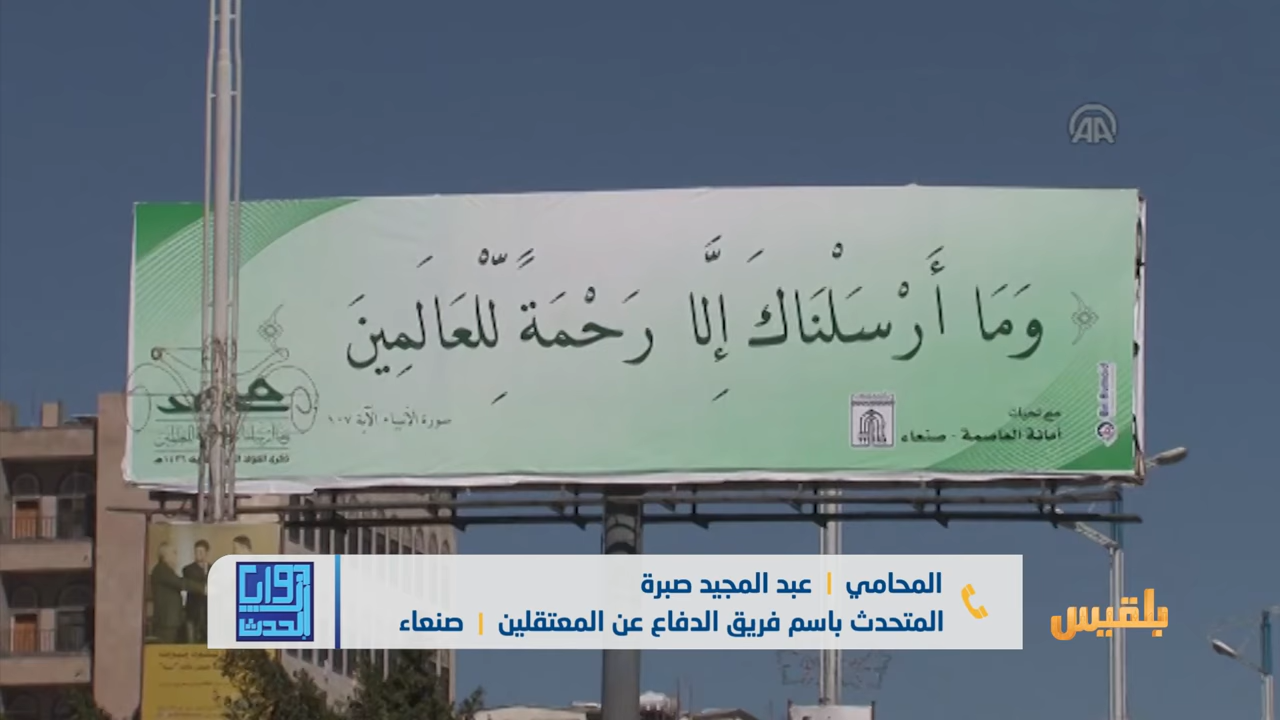 AA
وَمَا أَرْسَلْنَاكَ إِلَّا رَحْمَةً لِّلْعَالَمِينَ
سورة الأنبياء الآية ١٠٧
محمد
مع تحيات
أمانة العاصمة - صنعاء
المحامي | عبد المجيد صبرة
المتحدث باسم فريق الدفاع عن المعتقلين | صنعاء
بلقيس
الحدث